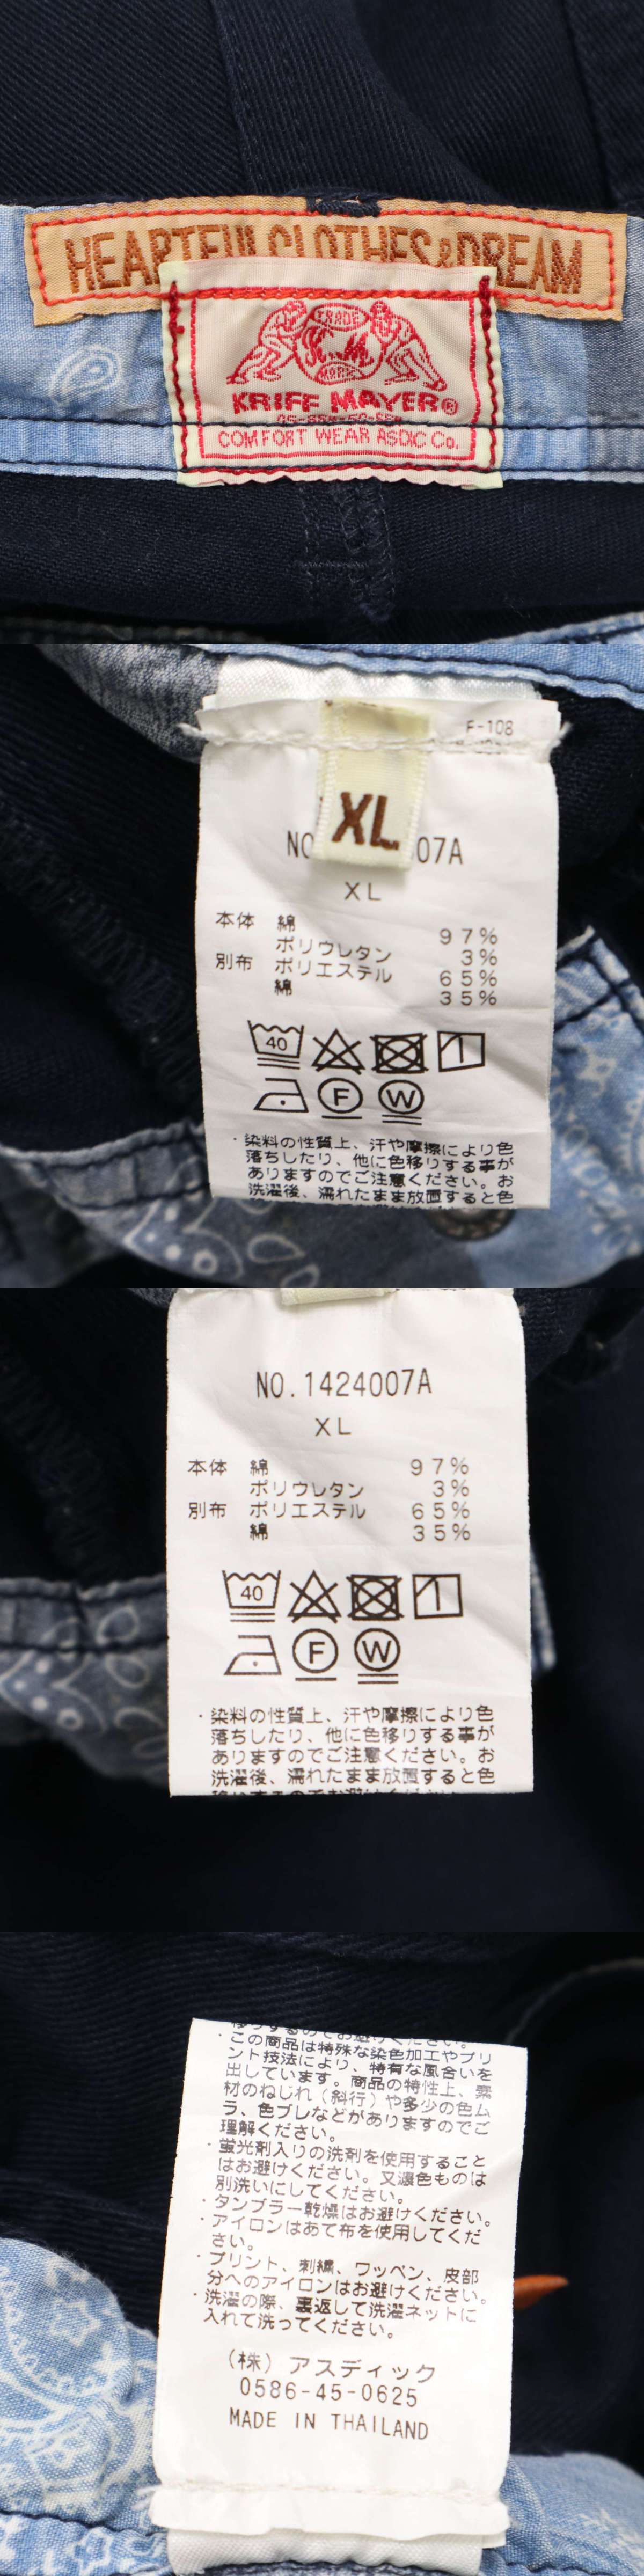 HEARTFUL CLOTHES & DREAM
TRADE
K.M.
MARK
KRIFF MAYER®
COMFORT WEAR ASDIC Co.
F-108
XL
NO. 07A
XL
本体 綿 97%
ポリウレタン 3%
別布 ポリエステル 65%
綿 35%
40
F W
・染料の性質上、汗や摩擦により色
落ちしたり、他に色移りする事が
ありますのでご注意ください。お
洗濯後、濡れたまま放置すると色
NO.1424007A
XL
本体 綿 97%
ポリウレタン 3%
別布 ポリエステル 65%
綿 35%
40
F W
・染料の性質上、汗や摩擦により色
落ちしたり、他に色移りする事が
ありますのでご注意ください。お
洗濯後、濡れたまま放置すると色
移りするのでお避けください。
・この商品は特殊な染色加工やプリ
ント技法により、特有な風合いを
出しています。商品の特性上、素
材のねじれ（斜行）や多少の色ム
ラ、色ブレなどがありますのでご
理解ください。
・蛍光剤入りの洗剤を使用すること
はお避けください。又濃色ものは
別洗いにしてください。
・タンブラー乾燥はお避けください。
・アイロンはあて布を使用してくだ
さい。
・プリント、刺繍、ワッペン、皮部
分へのアイロンはお避けください。
・洗濯の際、裏返して洗濯ネットに
入れて洗ってください。
（株）アスディック
0586-45-0625
MADE IN THAILAND